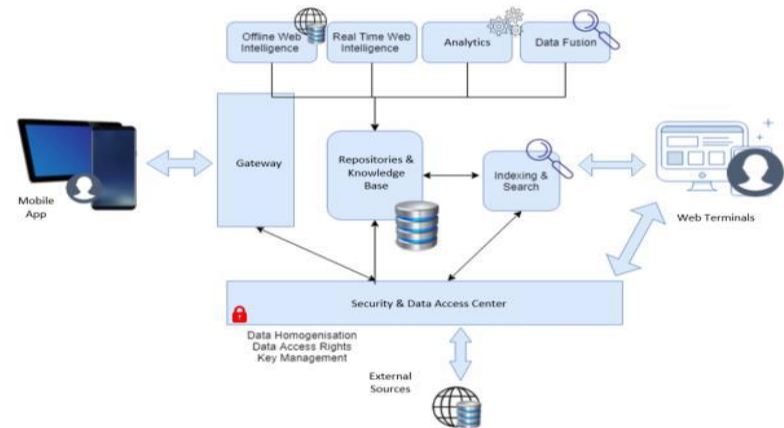 Offline Web
Intelligence
Real Time Web
Intelligence
Analytics
Data Fusion
Gateway
Repositories &
Knowledge
Base
Indexing &
Search
Mobile
App
Web Terminals
Security & Data Access Center
Data Homogenisation
Data Access Rights
Key Management
External
Sources